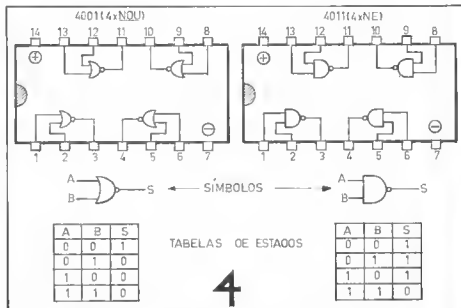 4001 (4xNOU) 4011 (4xNE)
14 13 12 11 10 9 8 14 13 12 11 10 9 8
+ +
− −
1 2 3 4 5 6 7 1 2 3 4 5 6 7
A B S SÍMBOLOS A B S
A B S TABELAS DE ESTADOS A B S
0 0 1 0 0 1
0 1 0 0 1 1
1 0 0 1 0 1
1 1 0 1 1 0
4